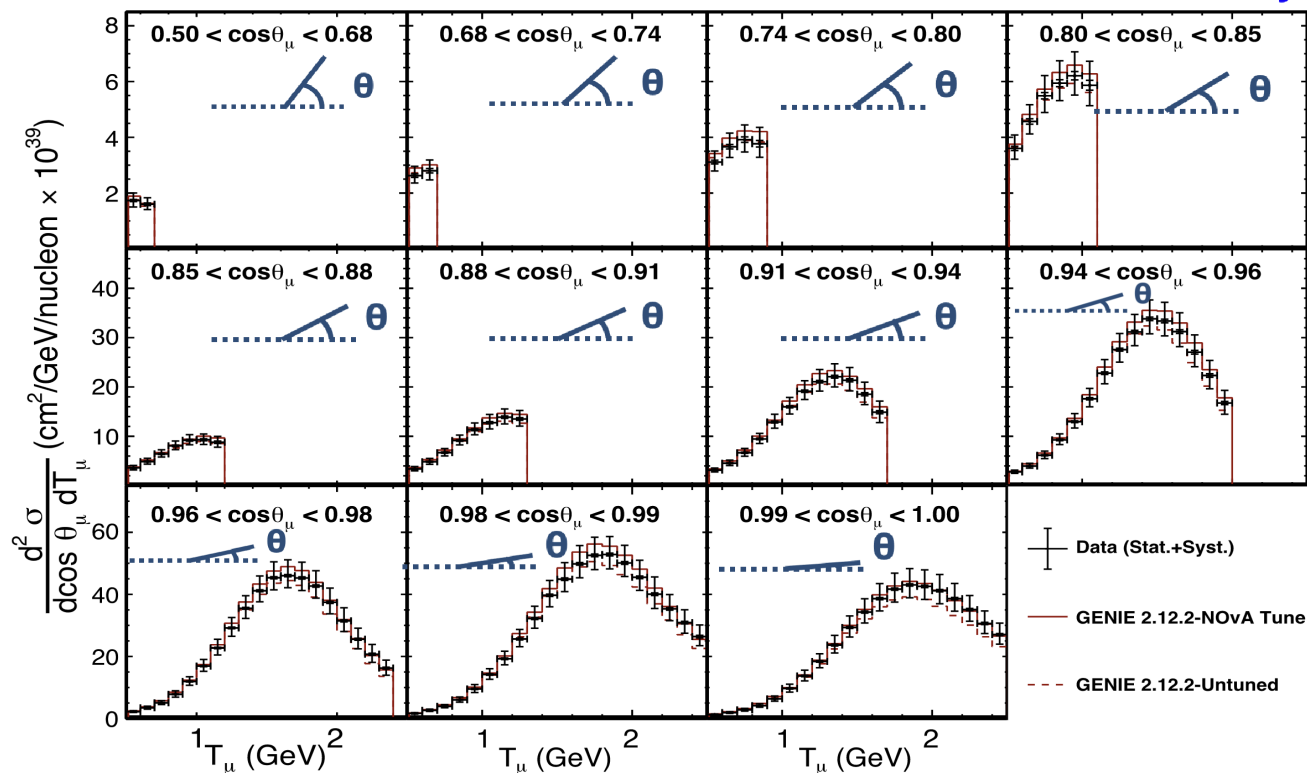 0.50 < cosθμ < 0.68
0.68 < cosθμ < 0.74
0.74 < cosθμ < 0.80
0.80 < cosθμ < 0.85
θ
θ
θ
θ
8
6
4
2
0.85 < cosθμ < 0.88
0.88 < cosθμ < 0.91
0.91 < cosθμ < 0.94
0.94 < cosθμ < 0.96
θ
θ
θ
θ
40
30
20
10
0.96 < cosθμ < 0.98
0.98 < cosθμ < 0.99
0.99 < cosθμ < 1.00
θ
θ
θ
60
40
20
0
d²σ / dcos θμ dTμ (cm²/GeV/nucleon × 10³⁹)
1 2
1 2
1 2
Tμ (GeV)
Tμ (GeV)
Tμ (GeV)
Data (Stat.+Syst.)
GENIE 2.12.2-NOvA Tune
GENIE 2.12.2-Untuned